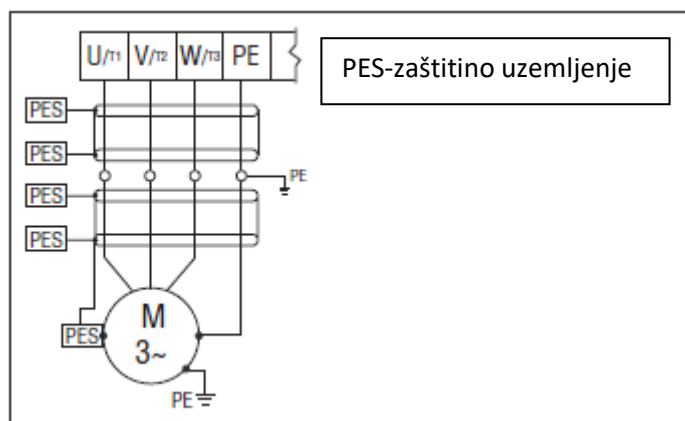 U/T1 V/T2 W/T3 PE
PES-zaštitino uzemljenje
PES
PES
PE
PES
PES
M
3~
PES
PE